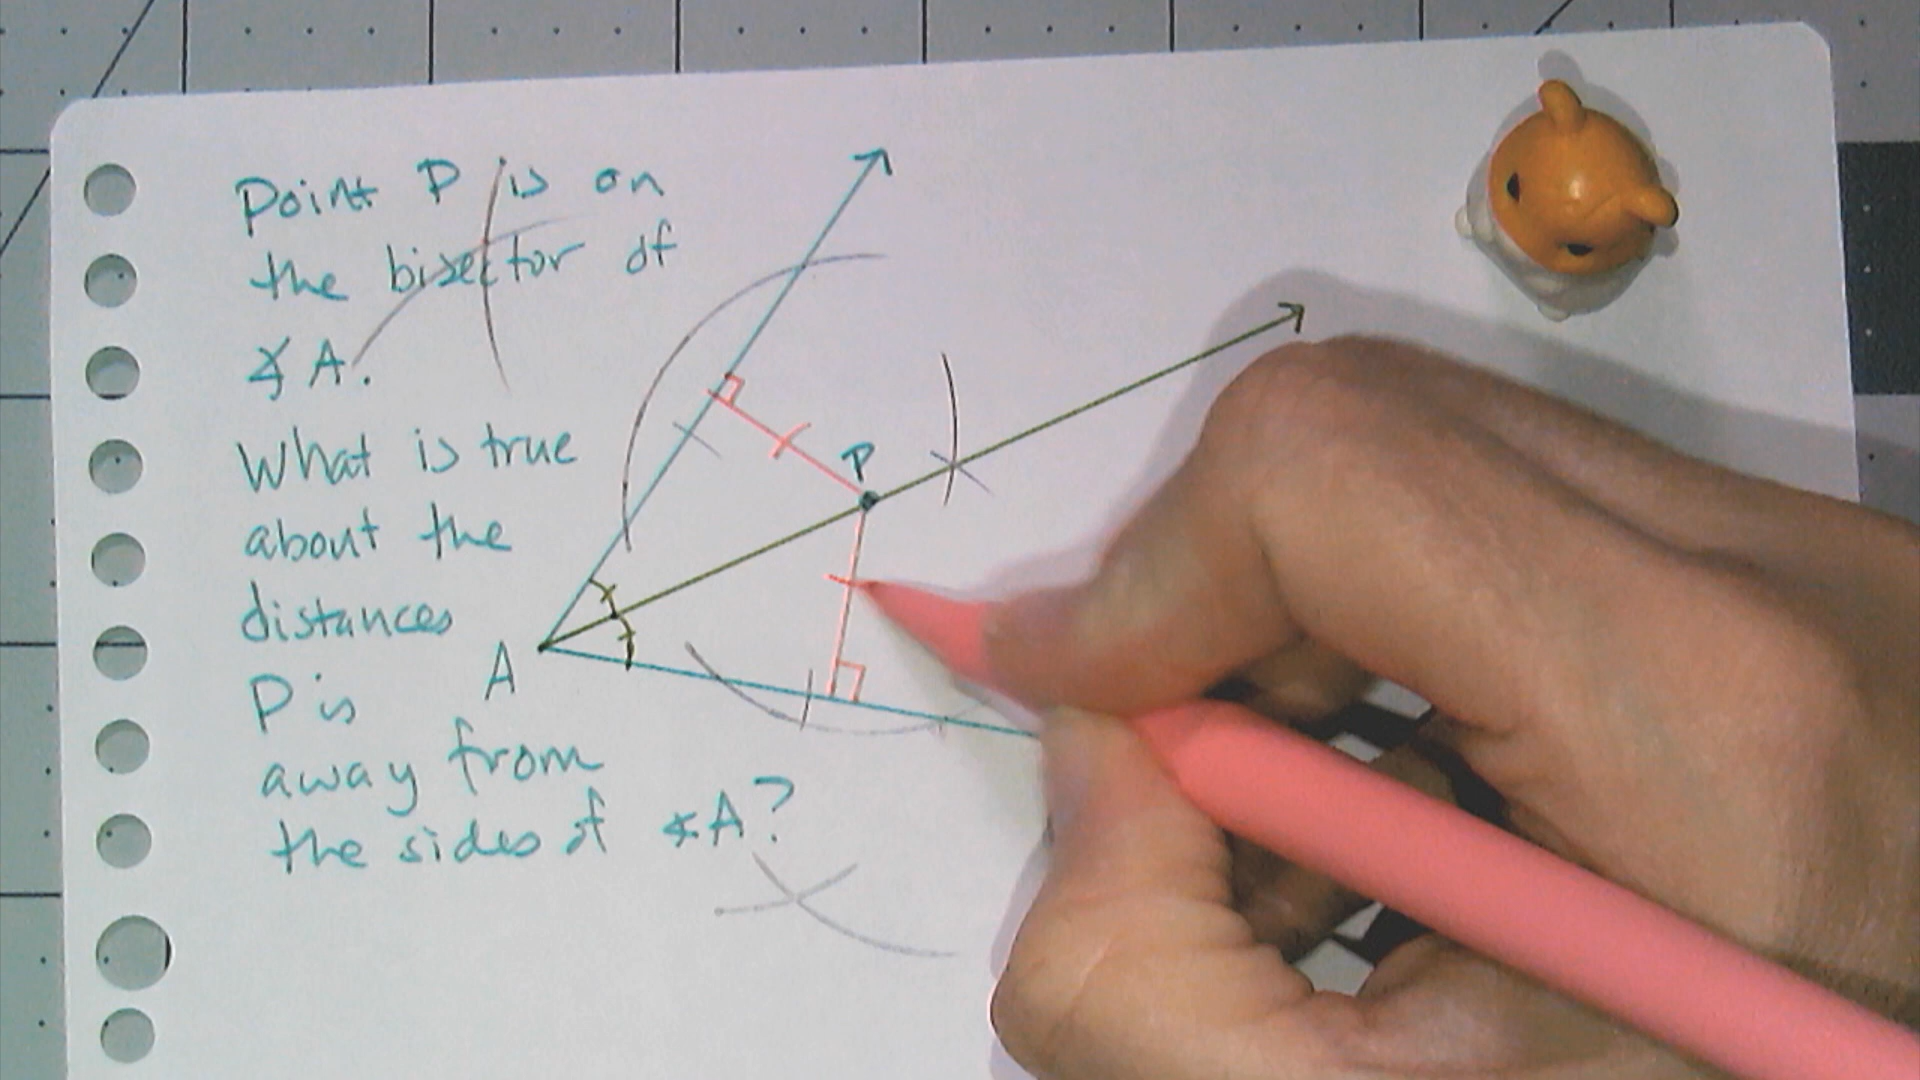 Point P is on
the bisector of
∡ A.
What is true
about the
distances
P is
away from
the sides of ∡A?
P
A